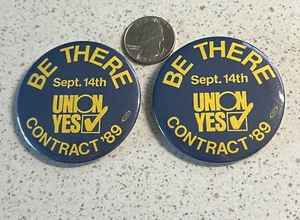 BE THERE
Sept. 14th
UNION
YES
CONTRACT '89
BE THERE
Sept. 14th
UNION
YES
CONTRACT '89